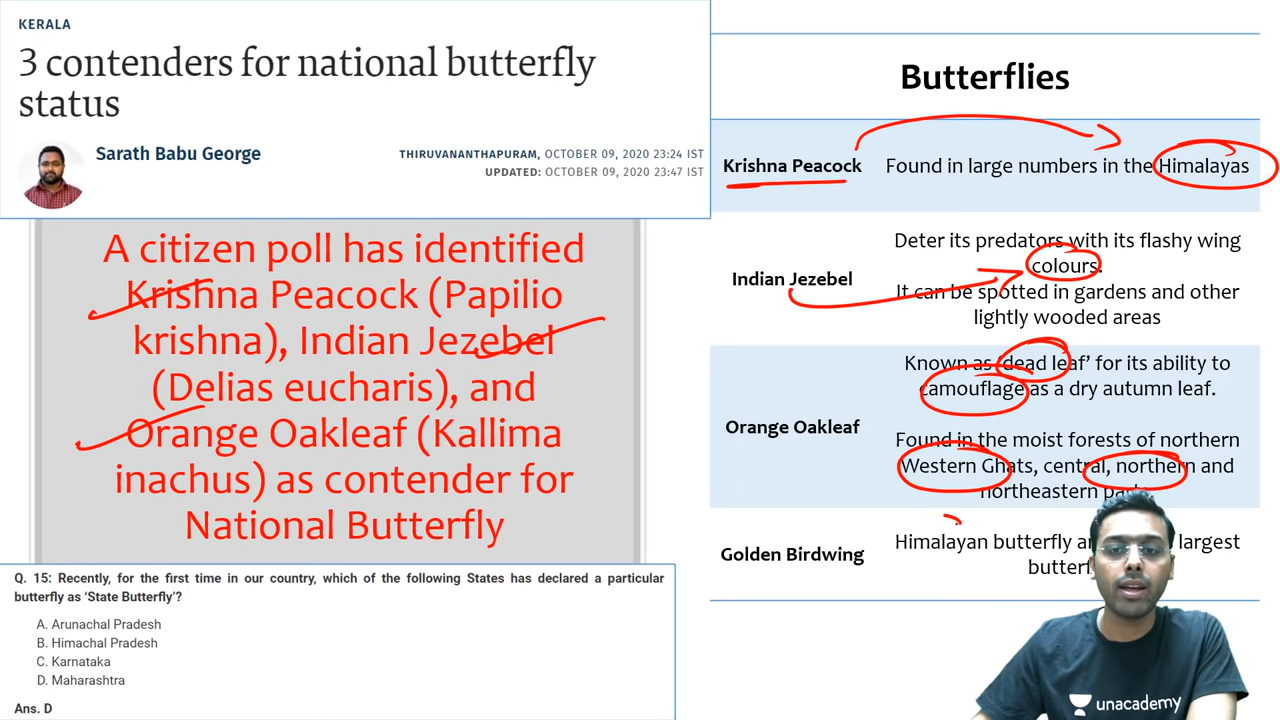 KERALA
3 contenders for national butterfly
status
Sarath Babu George
THIRUVANANTHAPURAM, OCTOBER 09, 2020 23:24 IST
UPDATED: OCTOBER 09, 2020 23:47 IST
A citizen poll has identified
Krishna Peacock (Papilio
krishna), Indian Jezebel
(Delias eucharis), and
Orange Oakleaf (Kallima
inachus) as contender for
National Butterfly
Q. 15: Recently, for the first time in our country, which of the following States has declared a particular
butterfly as ‘State Butterfly’?
A. Arunachal Pradesh
B. Himachal Pradesh
C. Karnataka
D. Maharashtra
Ans. D
Butterflies
Krishna Peacock
Found in large numbers in the Himalayas
Indian Jezebel
Deter its predators with its flashy wing
colours.
It can be spotted in gardens and other
lightly wooded areas
Orange Oakleaf
Known as ‘dead leaf’ for its ability to
camouflage as a dry autumn leaf.
Found in the moist forests of northern
Western Ghats, central, northern and
northeastern
Golden Birdwing
Himalayan butterfly largest
unacademy